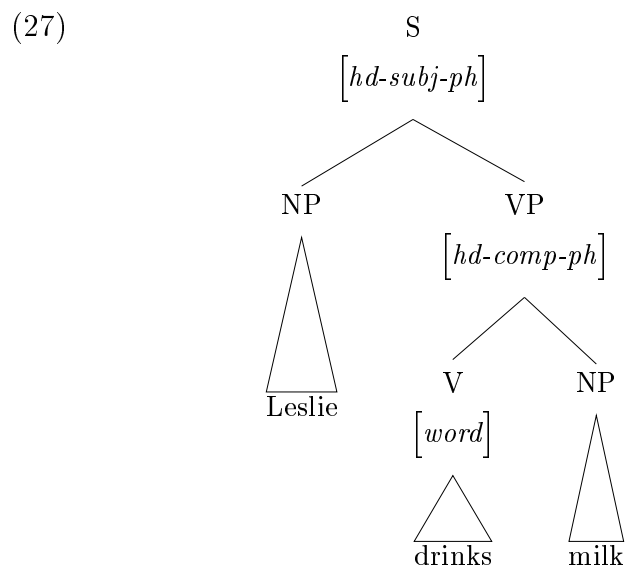 (27) S
[hd-subj-ph]
NP VP
[hd-comp-ph]
V NP
Leslie
[word]
drinks milk